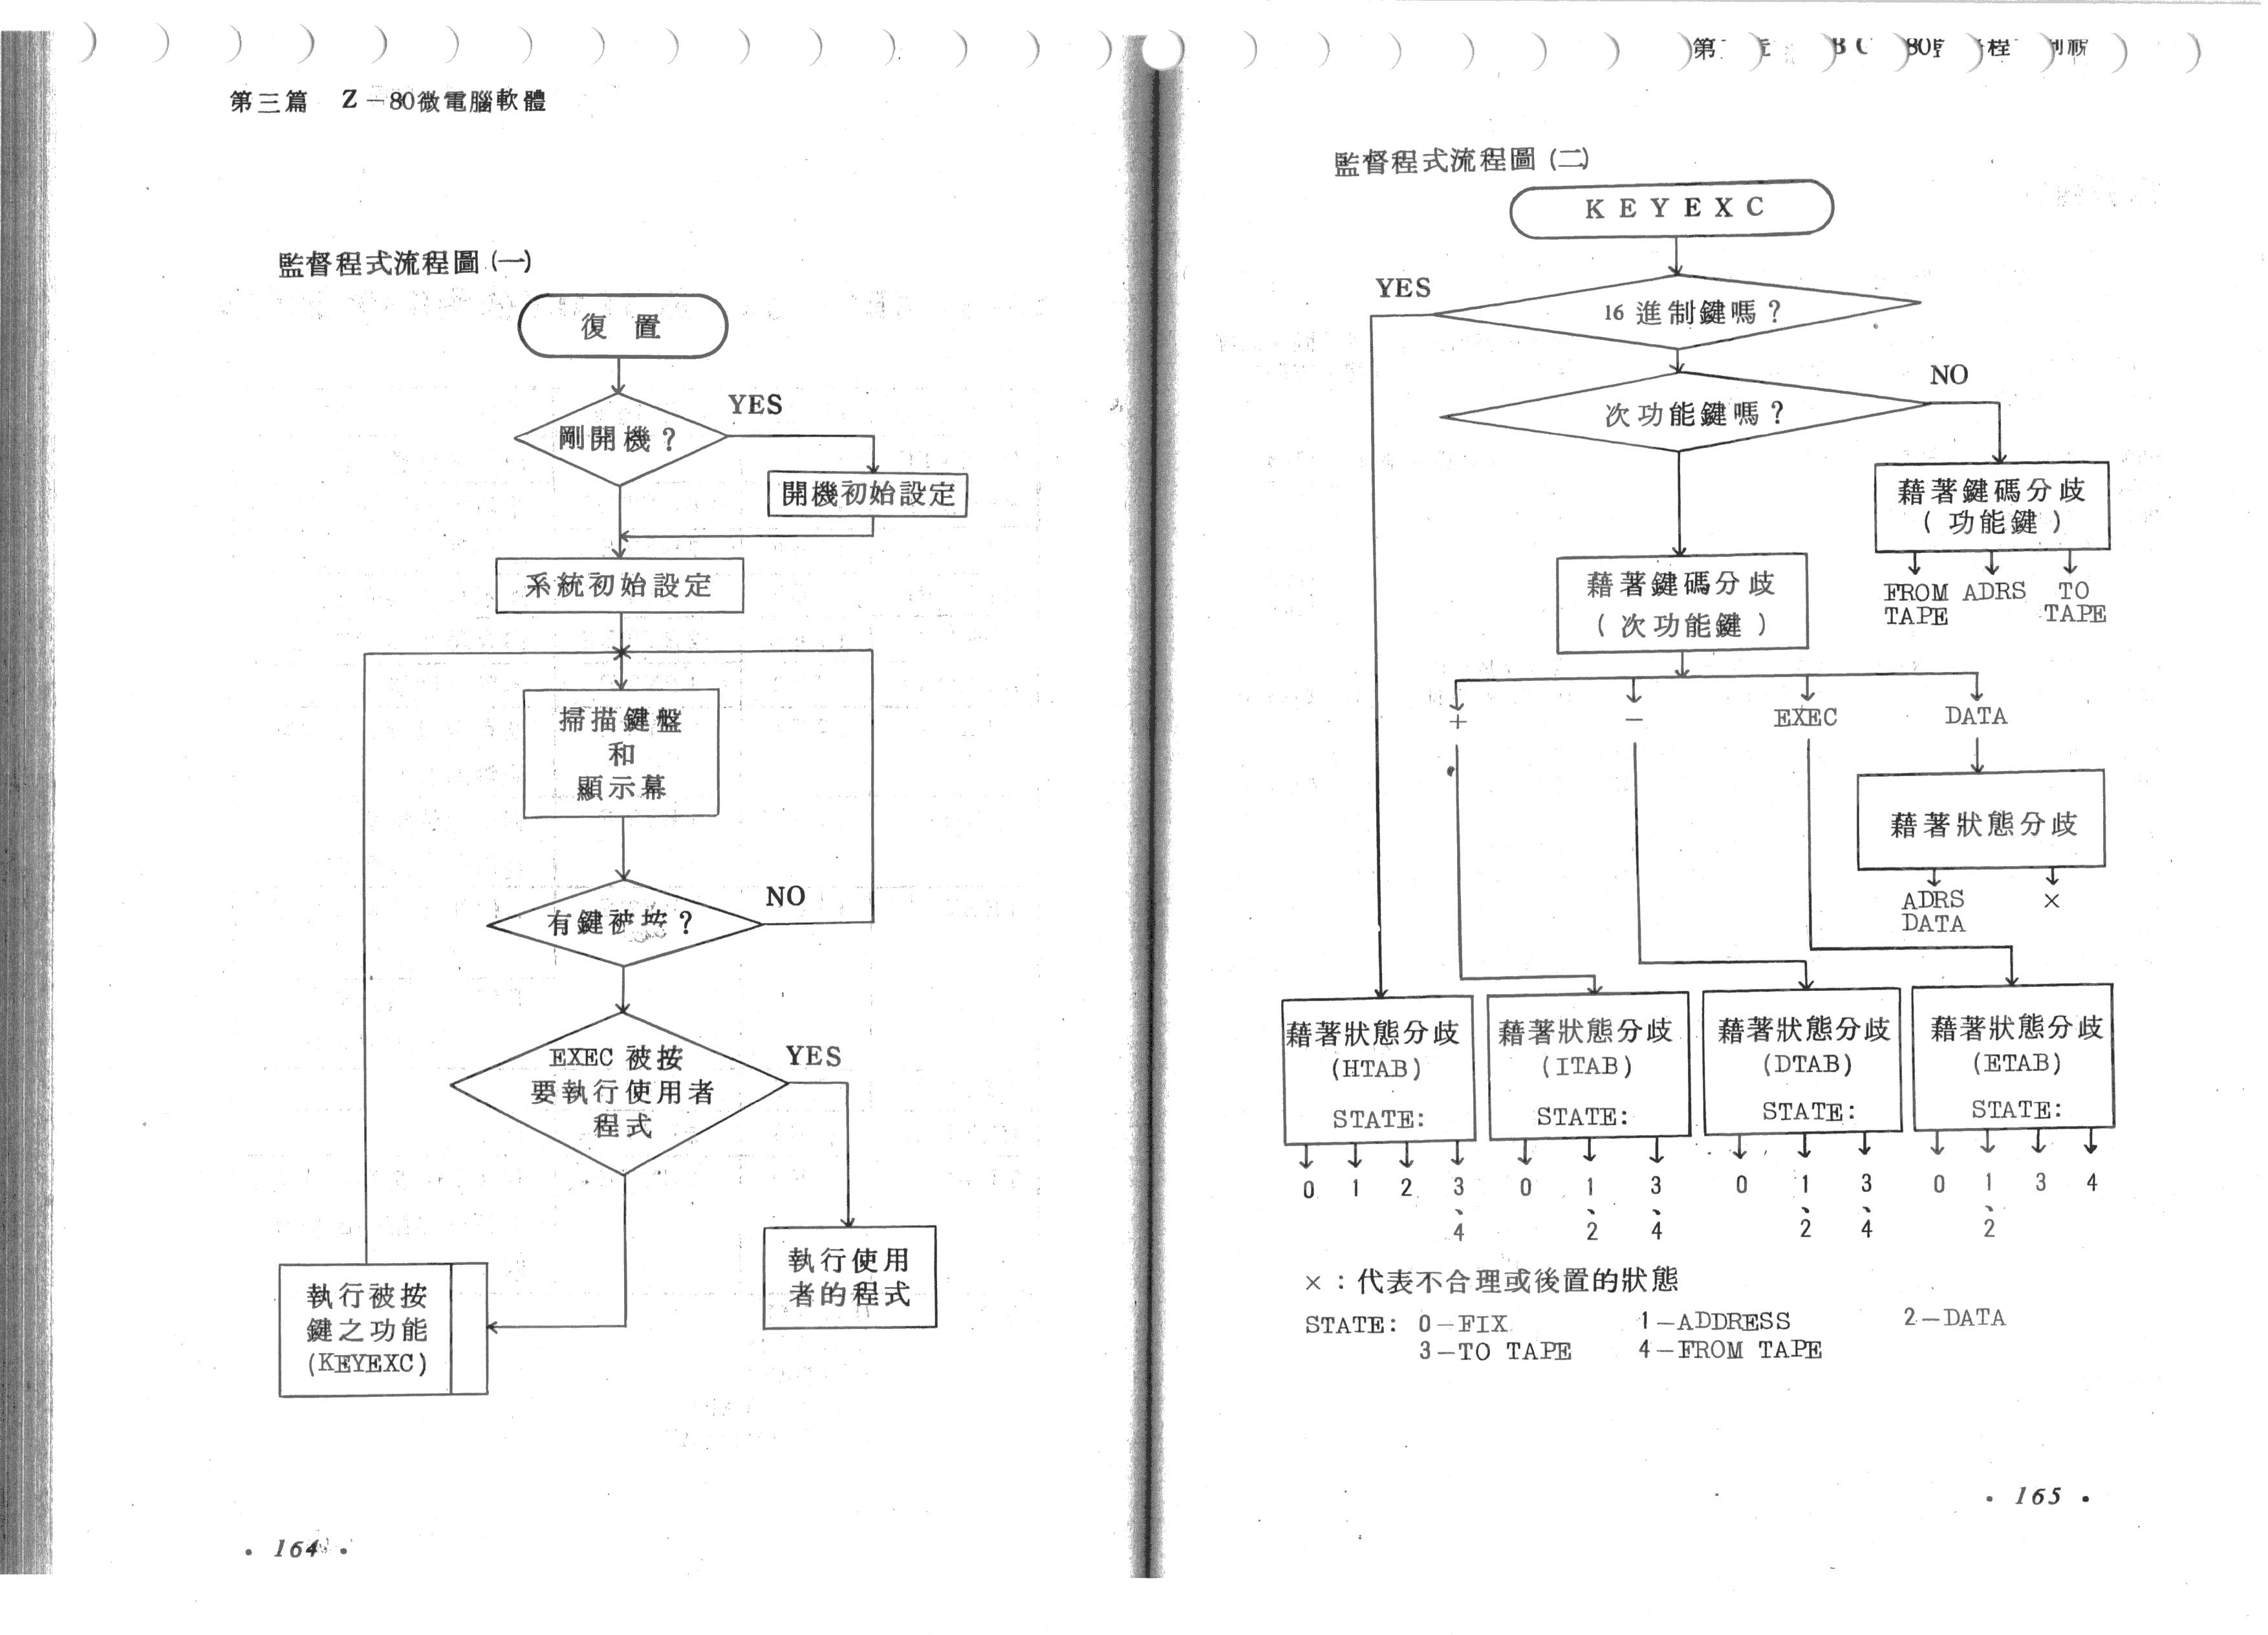 第三篇 Z－80微電腦軟體
監督程式流程圖(一)
復置
剛開機？
YES
開機初始設定
系統初始設定
掃描鍵盤
和
顯示幕
有鍵被按？
NO
EXEC 被按
要執行使用者
程式
YES
執行使用
者的程式
執行被按
鍵之功能
(KEYEXC)
• 164 •
監督程式流程圖(二)
KEYEXC
YES
16 進制鍵嗎？
次功能鍵嗎？
NO
藉著鍵碼分歧
( 功能鍵 )
FROM ADRS TO
TAPE TAPE
藉著鍵碼分歧
( 次功能鍵 )
+ − EXEC DATA
藉著狀態分歧
ADRS ×
DATA
藉著狀態分歧
(HTAB)
STATE:
0 1 2 3
、
4
藉著狀態分歧
(ITAB)
STATE:
0 1 3
、 、
2 4
藉著狀態分歧
(DTAB)
STATE:
0 1 3
、 、
2 4
藉著狀態分歧
(ETAB)
STATE:
0 1 3 4
、
2
×：代表不合理或後置的狀態
STATE: 0－FIX 1－ADDRESS 2－DATA
3－TO TAPE 4－FROM TAPE
• 165 •